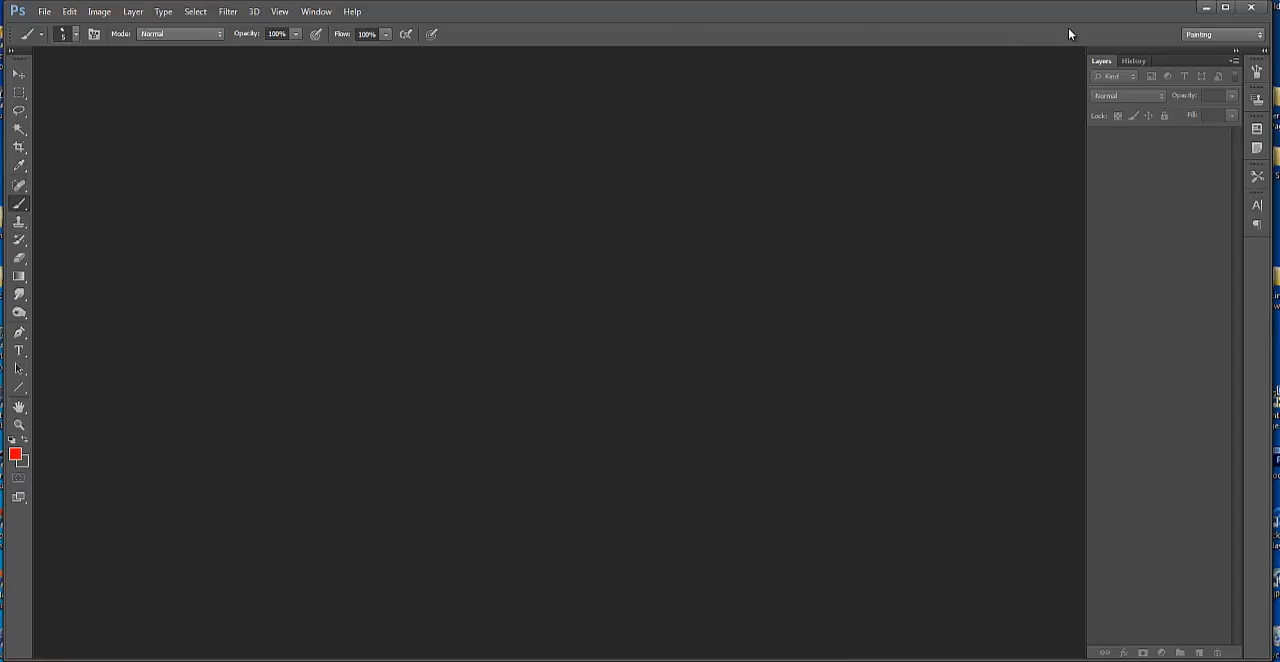 Ps File Edit Image Layer Type Select Filter 3D View Window Help
5 Mode: Normal Opacity: 100% Flow: 100% Painting
Layers History
Kind
Normal Opacity:
Lock: Fill: